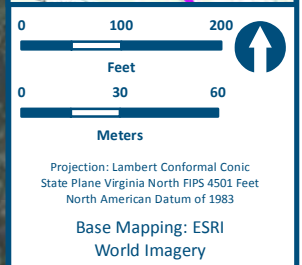 0 100 200
Feet
0 30 60
Meters
Projection: Lambert Conformal Conic
State Plane Virginia North FIPS 4501 Feet
North American Datum of 1983
Base Mapping: ESRI
World Imagery